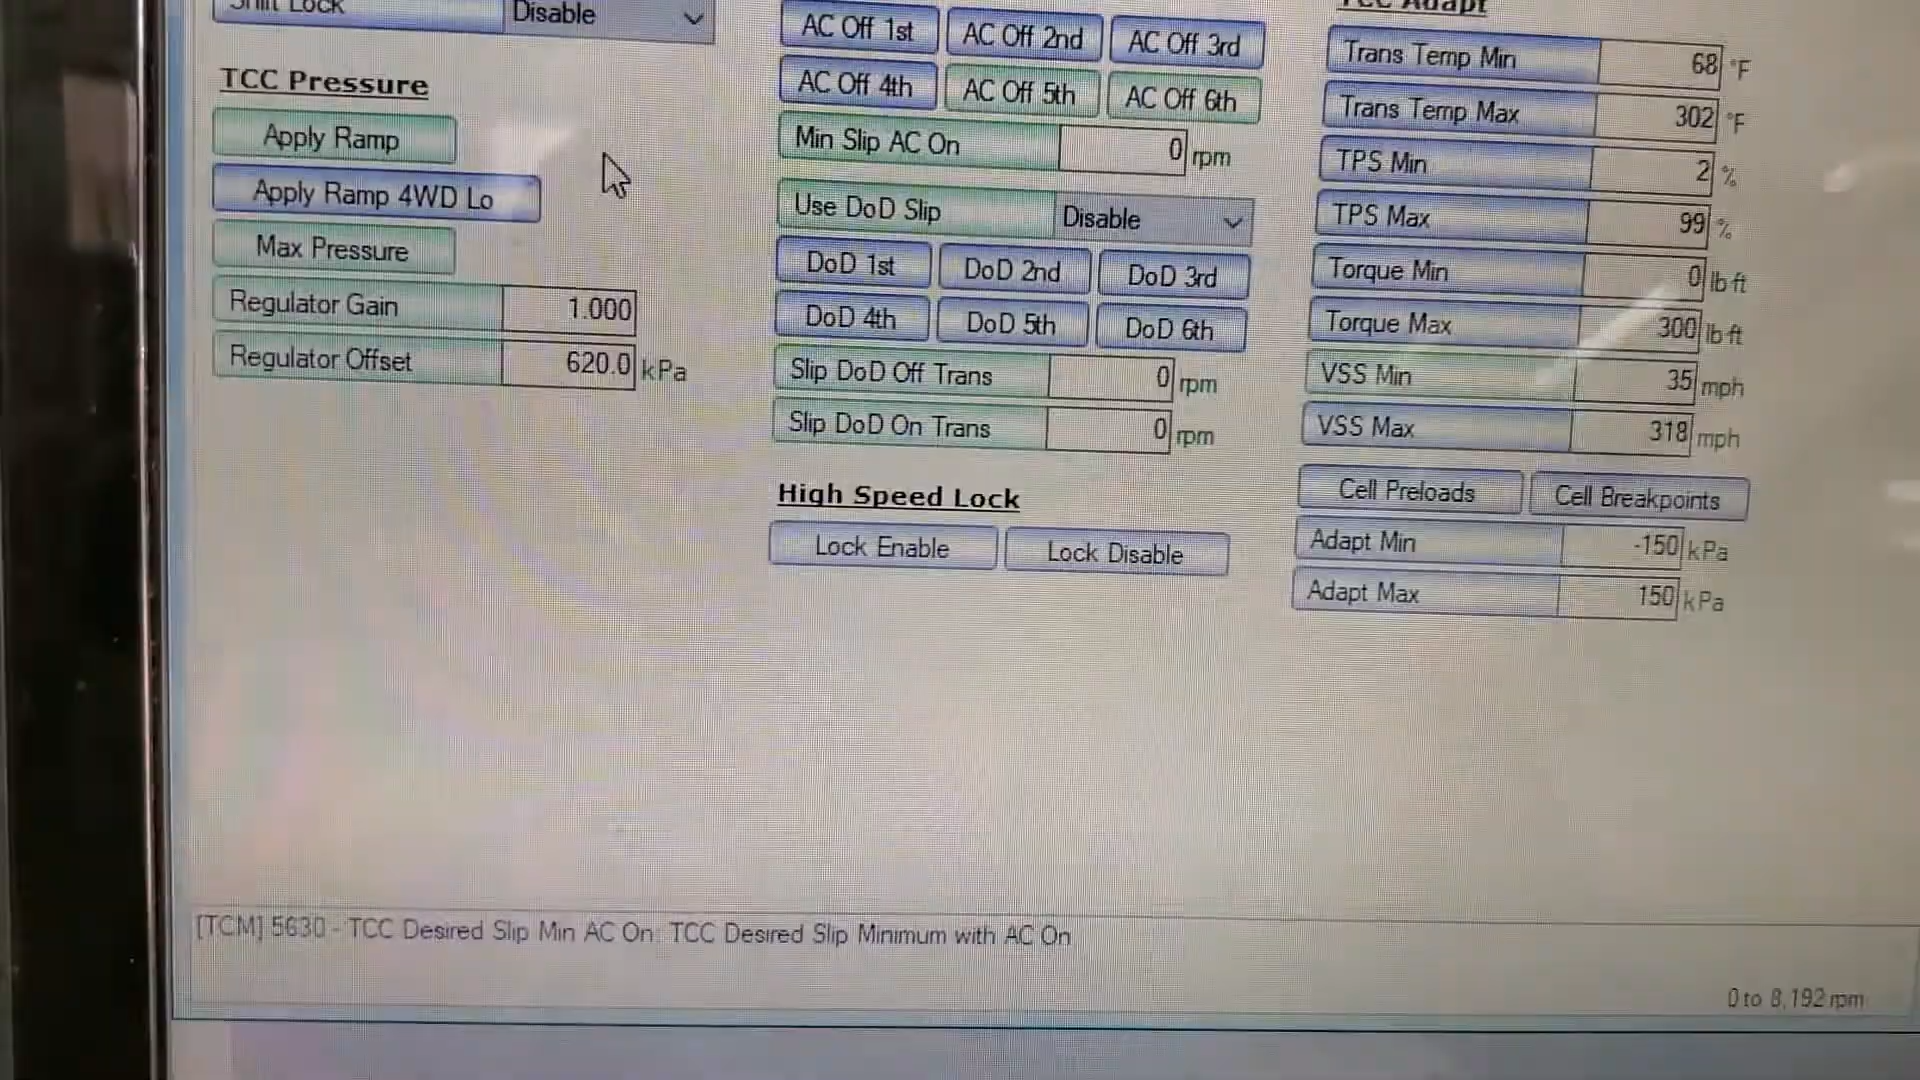 Shift Lock Disable
TCC Pressure
Apply Ramp
Apply Ramp 4WD Lo
Max Pressure
Regulator Gain 1.000
Regulator Offset 620.0 kPa
AC Off 1st AC Off 2nd AC Off 3rd
AC Off 4th AC Off 5th AC Off 6th
Min Slip AC On 0 rpm
Use DoD Slip Disable
DoD 1st DoD 2nd DoD 3rd
DoD 4th DoD 5th DoD 6th
Slip DoD Off Trans 0 rpm
Slip DoD On Trans 0 rpm
High Speed Lock
Lock Enable Lock Disable
TCC Adapt
Trans Temp Min 68 °F
Trans Temp Max 302 °F
TPS Min 2 %
TPS Max 99 %
Torque Min 0 lb ft
Torque Max 300 lb ft
VSS Min 35 mph
VSS Max 318 mph
Cell Preloads Cell Breakpoints
Adapt Min -150 kPa
Adapt Max 150 kPa
[TCM] 5630 - TCC Desired Slip Min AC On: TCC Desired Slip Minimum with AC On
0 to 8,192 rpm